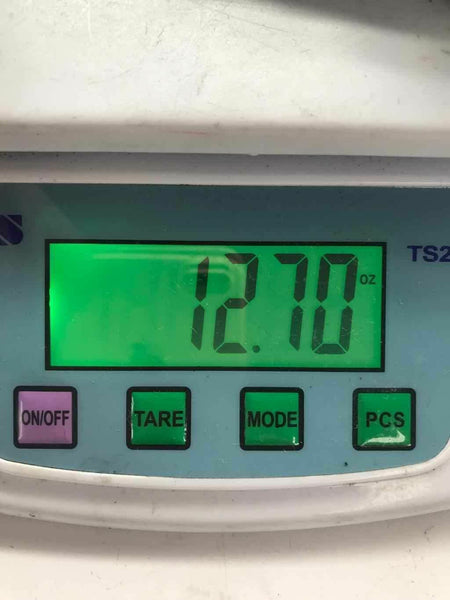 TS2
12.70 oz
ON/OFF TARE MODE PCS